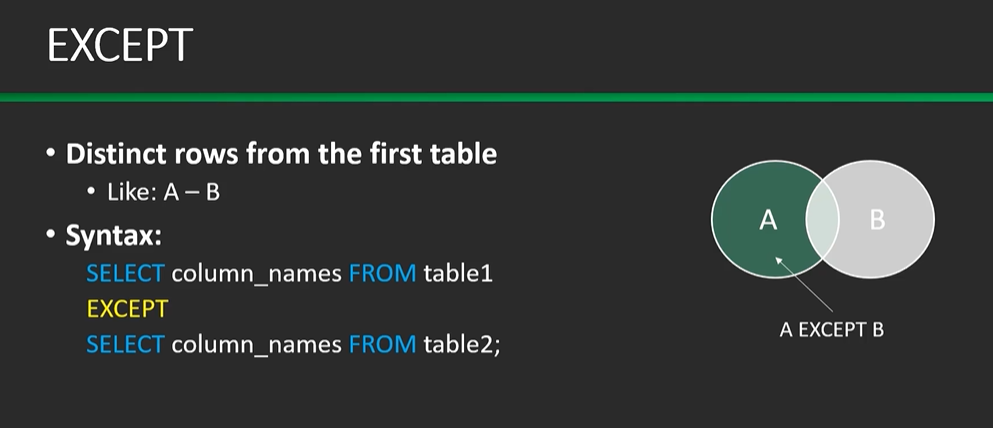 EXCEPT
• Distinct rows from the first table
• Like: A – B
• Syntax:
SELECT column_names FROM table1
EXCEPT
SELECT column_names FROM table2;
A
B
A EXCEPT B